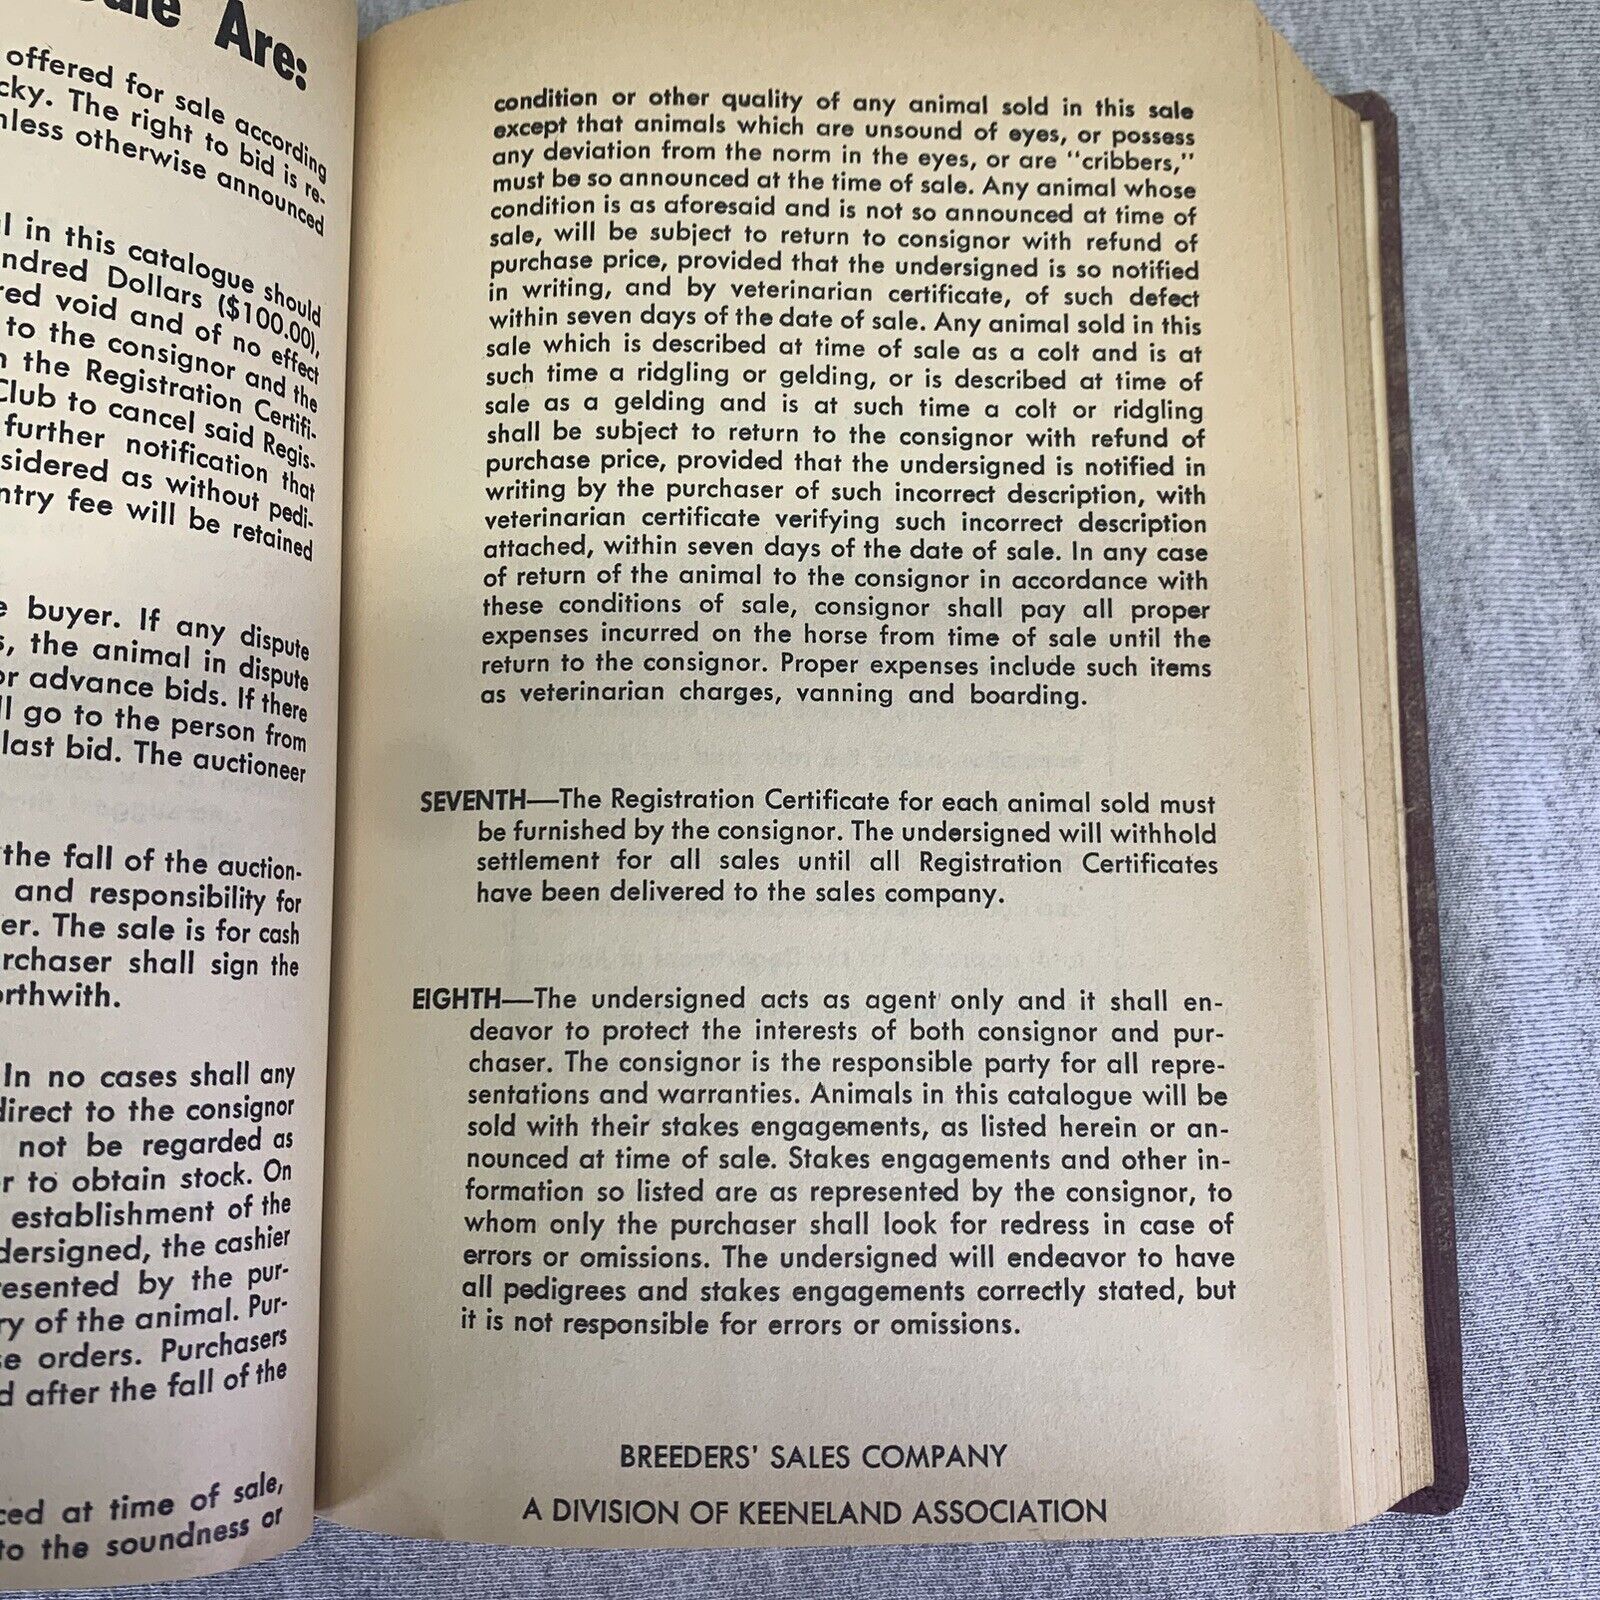 Sale Are:
offered for sale according
cky. The right to bid is re-
nless otherwise announced
l in this catalogue should
ndred Dollars ($100.00),
red void and of no effect
to the consignor and the
the Registration Certifi-
Club to cancel said Regis-
further notification that
sidered as without pedi-
ntry fee will be retained
e buyer. If any dispute
s, the animal in dispute
or advance bids. If there
ll go to the person from
last bid. The auctioneer
the fall of the auction-
and responsibility for
er. The sale is for cash
rchaser shall sign the
orthwith.
In no cases shall any
direct to the consignor
not be regarded as
r to obtain stock. On
establishment of the
dersigned, the cashier
resented by the pur-
ry of the animal. Pur-
se orders. Purchasers
d after the fall of the
ced at time of sale,
to the soundness or
condition or other quality of any animal sold in this sale
except that animals which are unsound of eyes, or possess
any deviation from the norm in the eyes, or are "cribbers,"
must be so announced at the time of sale. Any animal whose
condition is as aforesaid and is not so announced at time of
sale, will be subject to return to consignor with refund of
purchase price, provided that the undersigned is so notified
in writing, and by veterinarian certificate, of such defect
within seven days of the date of sale. Any animal sold in this
sale which is described at time of sale as a colt and is at
such time a ridgling or gelding, or is described at time of
sale as a gelding and is at such time a colt or ridgling
shall be subject to return to the consignor with refund of
purchase price, provided that the undersigned is notified in
writing by the purchaser of such incorrect description, with
veterinarian certificate verifying such incorrect description
attached, within seven days of the date of sale. In any case
of return of the animal to the consignor in accordance with
these conditions of sale, consignor shall pay all proper
expenses incurred on the horse from time of sale until the
return to the consignor. Proper expenses include such items
as veterinarian charges, vanning and boarding.
SEVENTH—The Registration Certificate for each animal sold must
be furnished by the consignor. The undersigned will withhold
settlement for all sales until all Registration Certificates
have been delivered to the sales company.
EIGHTH—The undersigned acts as agent only and it shall en-
deavor to protect the interests of both consignor and pur-
chaser. The consignor is the responsible party for all repre-
sentations and warranties. Animals in this catalogue will be
sold with their stakes engagements, as listed herein or an-
nounced at time of sale. Stakes engagements and other in-
formation so listed are as represented by the consignor, to
whom only the purchaser shall look for redress in case of
errors or omissions. The undersigned will endeavor to have
all pedigrees and stakes engagements correctly stated, but
it is not responsible for errors or omissions.
BREEDERS' SALES COMPANY
A DIVISION OF KEENELAND ASSOCIATION